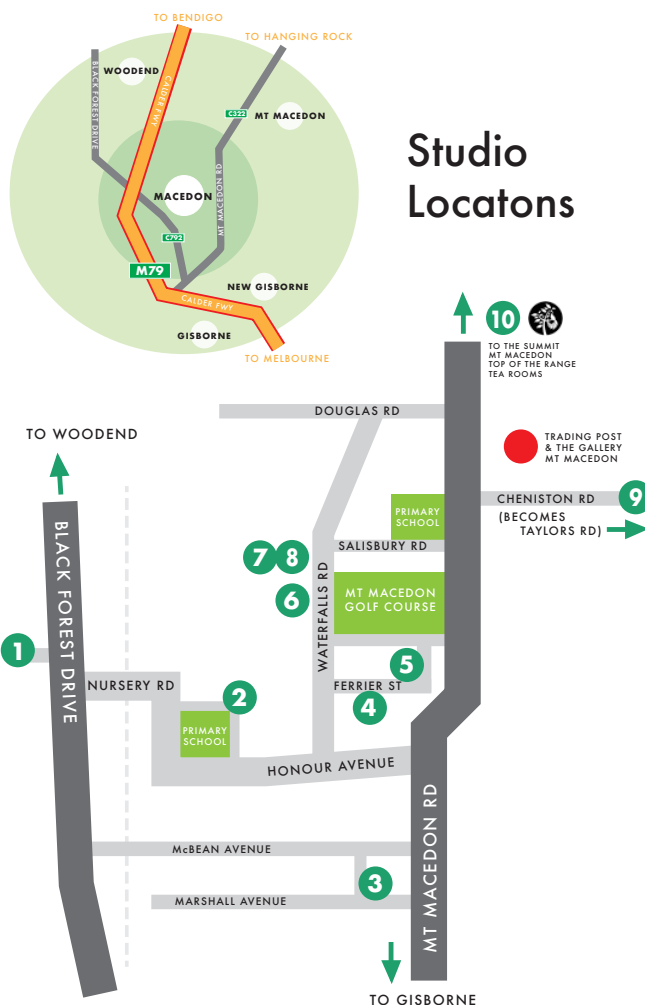 TO BENDIGO
TO HANGING ROCK
WOODEND
BLACK FOREST DRIVE
CALDER FWY
C322
MT MACEDON
MACEDON
MT MACEDON RD
C792
M79
NEW GISBORNE
CALDER FWY
GISBORNE
TO MELBOURNE
Studio
Locatons
10
TO THE SUMMIT
MT MACEDON
TOP OF THE RANGE
TEA ROOMS
DOUGLAS RD
TO WOODEND
TRADING POST
& THE GALLERY
MT MACEDON
CHENISTON RD
9
(BECOMES
TAYLORS RD)
PRIMARY
SCHOOL
SALISBURY RD
7
8
6
WATERFALLS RD
MT MACEDON
GOLF COURSE
BLACK FOREST DRIVE
1
5
NURSERY RD
FERRIER ST
2
4
PRIMARY
SCHOOL
HONOUR AVENUE
MT MACEDON RD
McBEAN AVENUE
3
MARSHALL AVENUE
TO GISBORNE